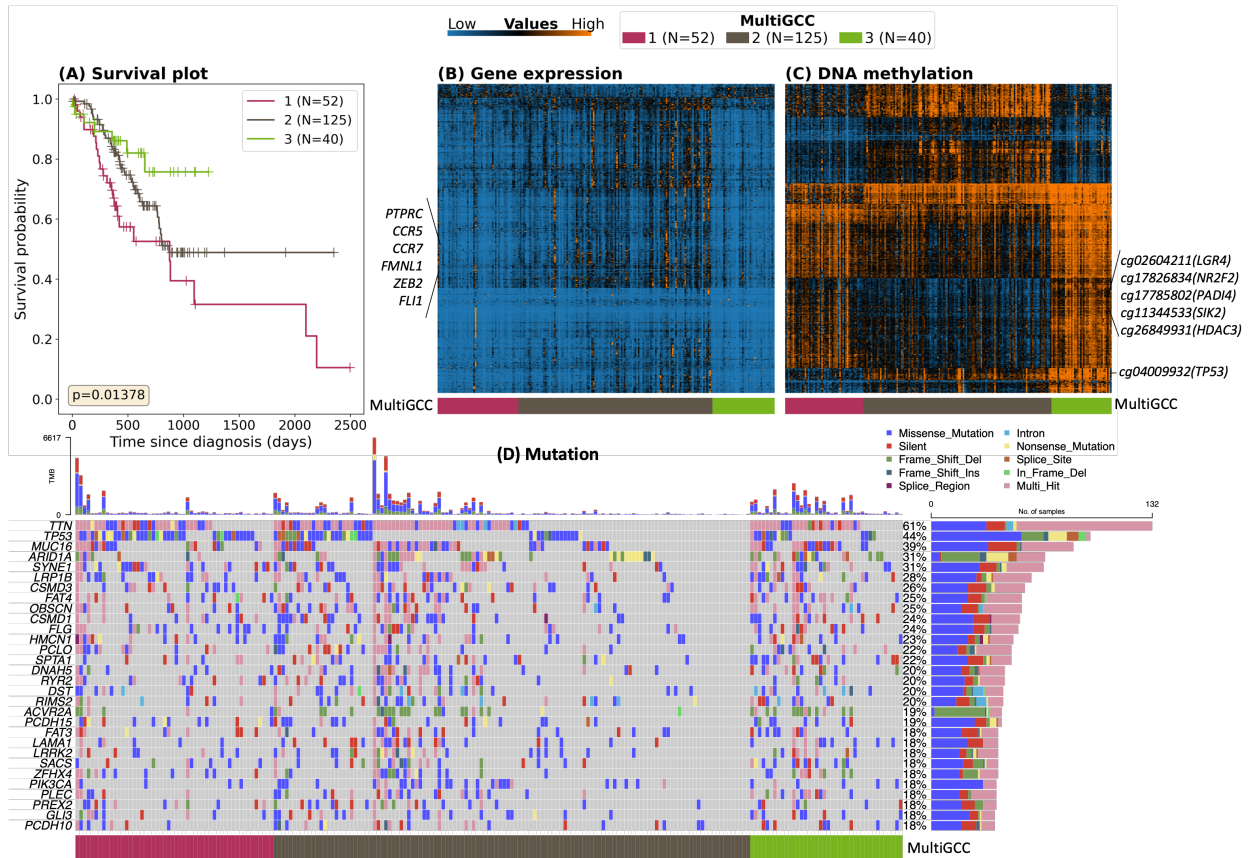 Low Values High
MultiGCC
1 (N=52) 2 (N=125) 3 (N=40)
(A) Survival plot
(B) Gene expression
(C) DNA methylation
1 (N=52)
2 (N=125)
3 (N=40)
1.0
0.8
0.6
0.4
0.2
0.0
Survival probability
p=0.01378
0 500 1000 1500 2000 2500
Time since diagnosis (days)
PTPRC
CCR5
CCR7
FMNL1
ZEB2
FLI1
cg02604211(LGR4)
cg17826834(NR2F2)
cg17785802(PADI4)
cg11344533(SIK2)
cg26849931(HDAC3)
cg04009932(TP53)
MultiGCC
MultiGCC
(D) Mutation
6617
TMB
0
Missense_Mutation
Silent
Frame_Shift_Del
Frame_Shift_Ins
Splice_Region
Intron
Nonsense_Mutation
Splice_Site
In_Frame_Del
Multi_Hit
0 No. of samples 132
TTN 61%
TP53 44%
MUC16 39%
ARID1A 31%
SYNE1 31%
LRP1B 28%
CSMD3 26%
FAT4 25%
OBSCN 25%
CSMD1 24%
FLG 24%
HMCN1 23%
PCLO 22%
SPTA1 22%
DNAH5 20%
RYR2 20%
DST 20%
RIMS2 20%
ACVR2A 19%
PCDH15 19%
FAT3 18%
LAMA1 18%
LRRK2 18%
SACS 18%
ZFHX4 18%
PIK3CA 18%
PLEC 18%
PREX2 18%
GLI3 18%
PCDH10 18%
MultiGCC